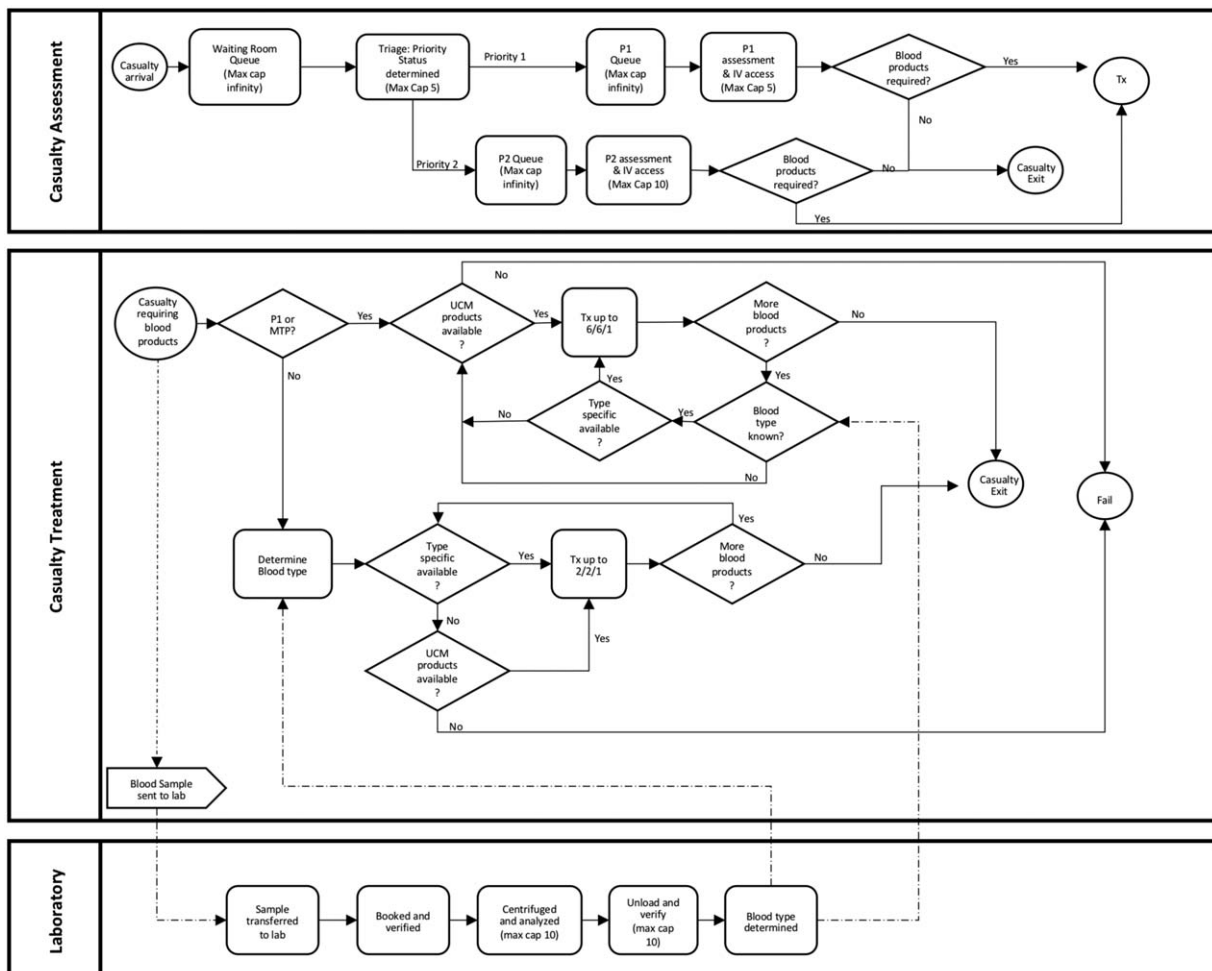 Casualty Assessment
Casualty
arrival
Waiting Room
Queue
(Max cap
infinity)
Triage: Priority
Status
determined
(Max Cap 5)
Priority 1
P1
Queue
(Max cap
infinity)
P1
assessment
& IV access
(Max Cap 5)
Blood
products
required?
Yes
Tx
No
Priority 2
P2 Queue
(Max cap
infinity)
P2 assessment
& IV access
(Max Cap 10)
Blood
products
required?
No
Casualty
Exit
Yes
Casualty Treatment
Casualty
requiring
blood
products
P1 or
MTP?
Yes
No
UCM
products
available
?
No
Yes
Tx up to
6/6/1
More
blood
products
?
No
Yes
Yes
Type
specific
available
?
No
Yes
Blood
type
known?
No
Casualty
Exit
Fail
Determine
Blood type
Type
specific
available
?
Yes
Yes
Tx up to
2/2/1
More
blood
products
?
No
No
UCM
products
available
?
Yes
No
Blood Sample
sent to lab
Laboratory
Sample
transferred
to lab
Booked and
verified
Centrifuged
and analyzed
(max cap 10)
Unload and
verify
(max cap
10)
Blood type
determined